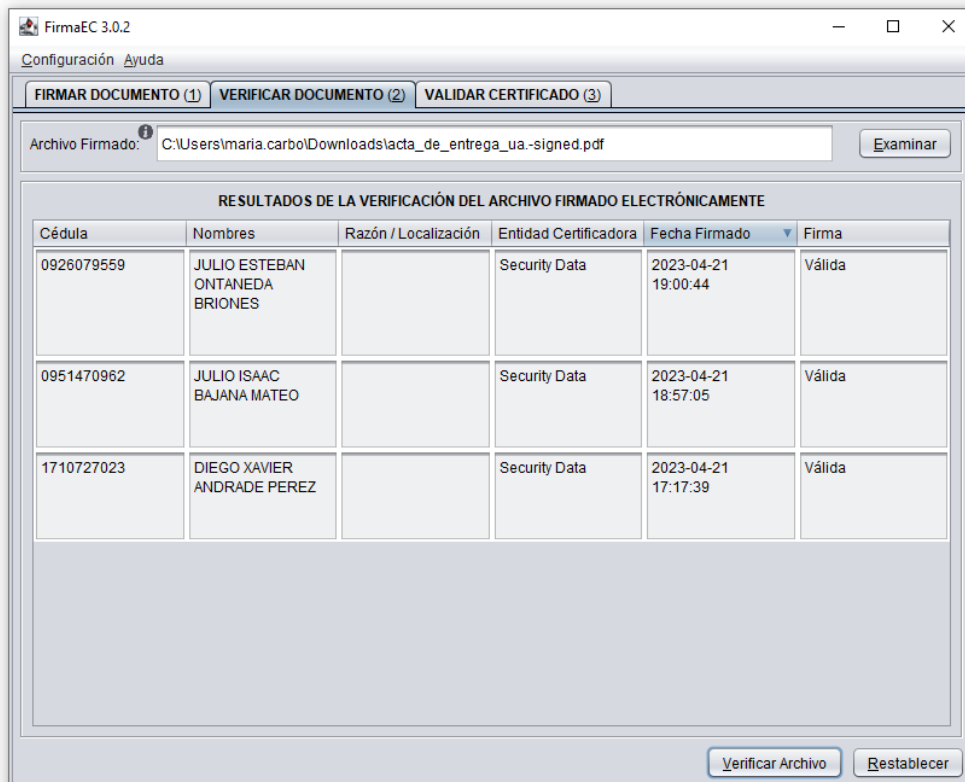 FirmaEC 3.0.2
Configuración Ayuda
FIRMAR DOCUMENTO (1) VERIFICAR DOCUMENTO (2) VALIDAR CERTIFICADO (3)
Archivo Firmado: C:\Users\maria.carbo\Downloads\acta_de_entrega_ua.-signed.pdf Examinar
RESULTADOS DE LA VERIFICACIÓN DEL ARCHIVO FIRMADO ELECTRÓNICAMENTE
Cédula Nombres Razón / Localización Entidad Certificadora Fecha Firmado Firma
0926079559 JULIO ESTEBAN Security Data 2023-04-21 Válida
ONTANEDA 19:00:44
BRIONES
0951470962 JULIO ISAAC Security Data 2023-04-21 Válida
BAJANA MATEO 18:57:05
1710727023 DIEGO XAVIER Security Data 2023-04-21 Válida
ANDRADE PEREZ 17:17:39
Verificar Archivo Restablecer